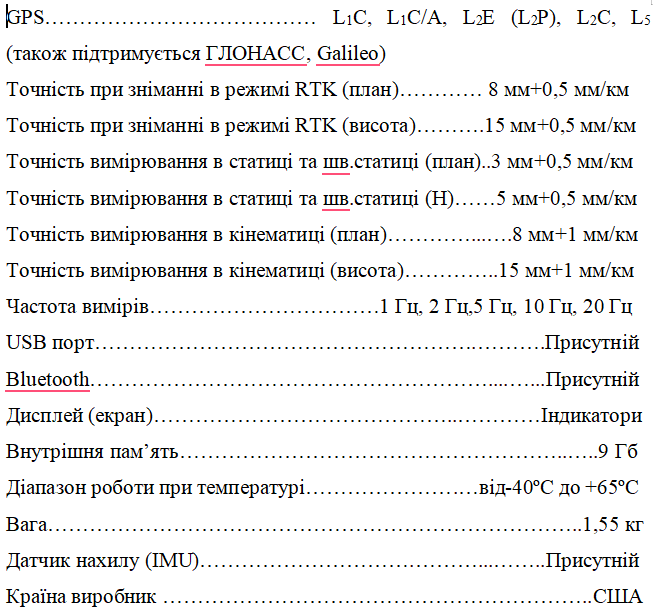 GPS……………………………… L1C, L1C/A, L2E (L2P), L2C, L5
(також підтримується ГЛОНАСС, Galileo)
Точність при зніманні в режимі RTK (план)………… 8 мм+0,5 мм/км
Точність при зніманні в режимі RTK (висота)……….15 мм+0,5 мм/км
Точність вимірювання в статиці та шв.статиці (план)..3 мм+0,5 мм/км
Точність вимірювання в статиці та шв.статиці (H)……5 мм+0,5 мм/км
Точність вимірювання в кінематиці (план)…………...….8 мм+1 мм/км
Точність вимірювання в кінематиці (висота)…………..15 мм+1 мм/км
Частота вимірів……………………………1 Гц, 2 Гц,5 Гц, 10 Гц, 20 Гц
USB порт……………………………………………….……….Присутній
Bluetooth…………………………………………………...…...Присутній
Дисплей (екран)……………………………………..…………Індикатори
Внутрішня пам’ять………………………………………………..…..9 Гб
Діапазон роботи при температурі……………………від-40ºС до +65ºС
Вага…………………………………………………………………..1,55 кг
Датчик нахилу (IMU)………………………………...……..Присутній
Країна виробник ……………………………………………………….США